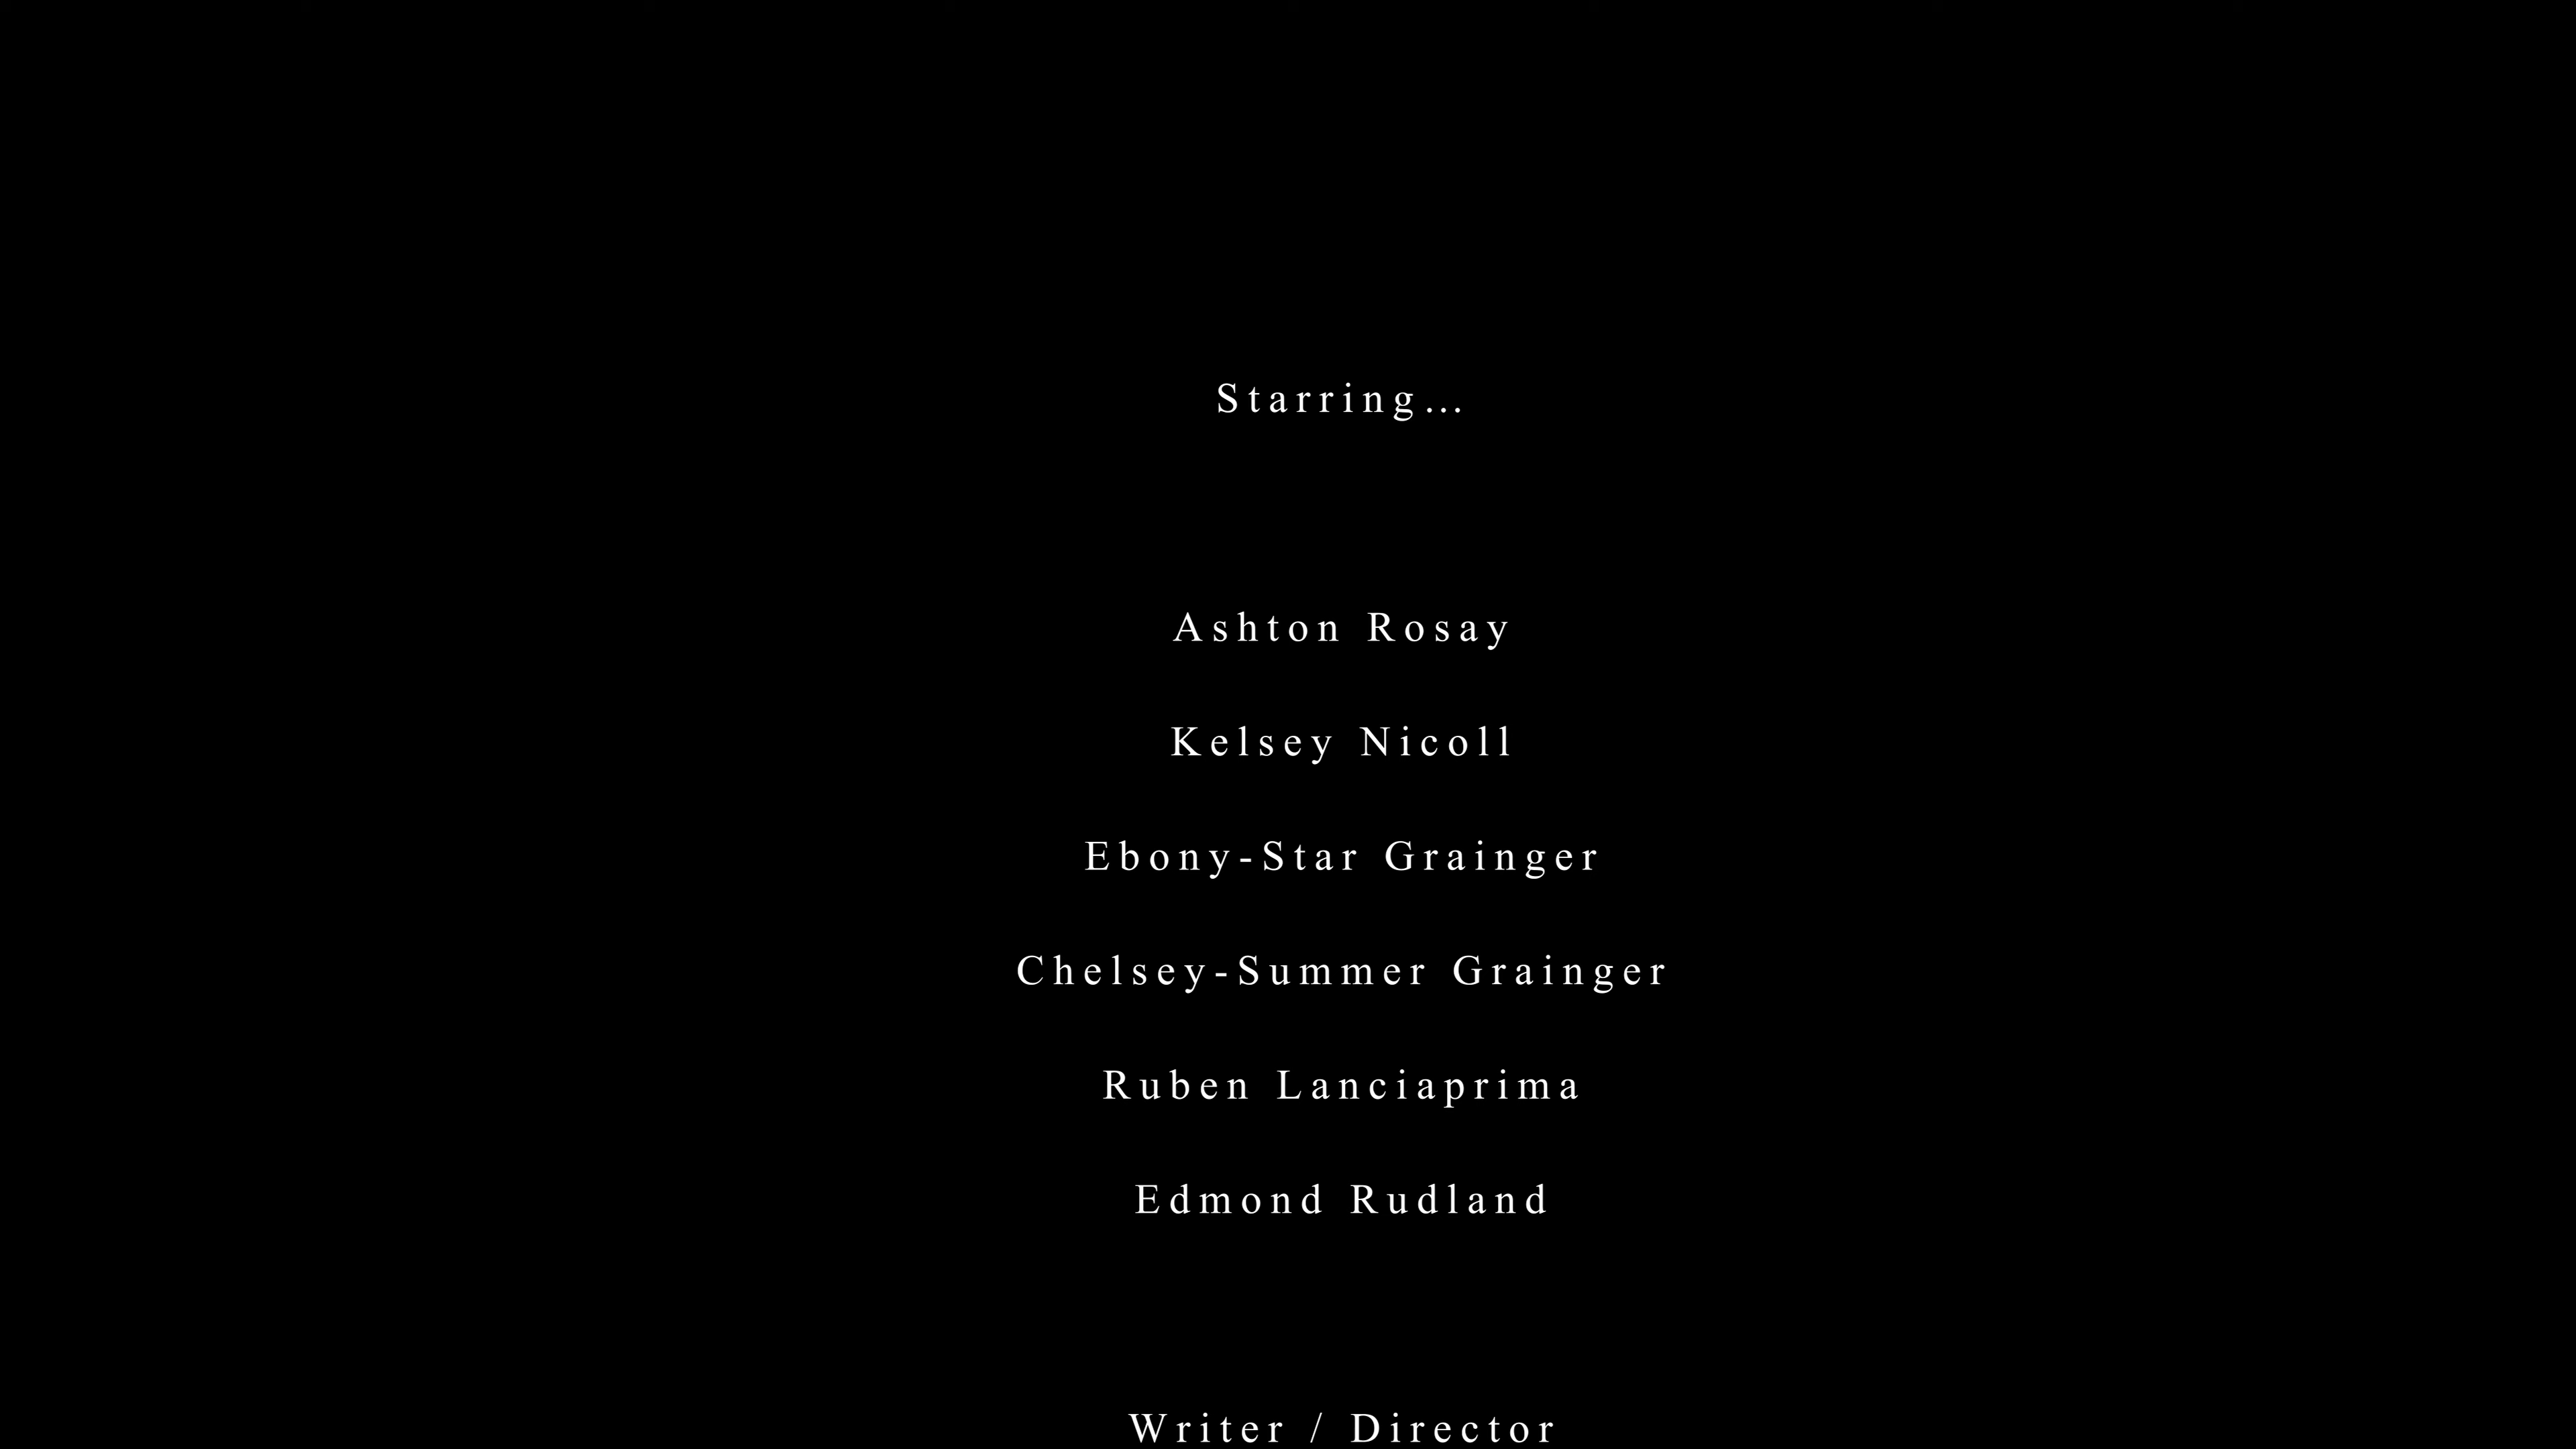 Starring...
Ashton Rosay
Kelsey Nicoll
Ebony-Star Grainger
Chelsey-Summer Grainger
Ruben Lanciaprima
Edmond Rudland
Writer / Director